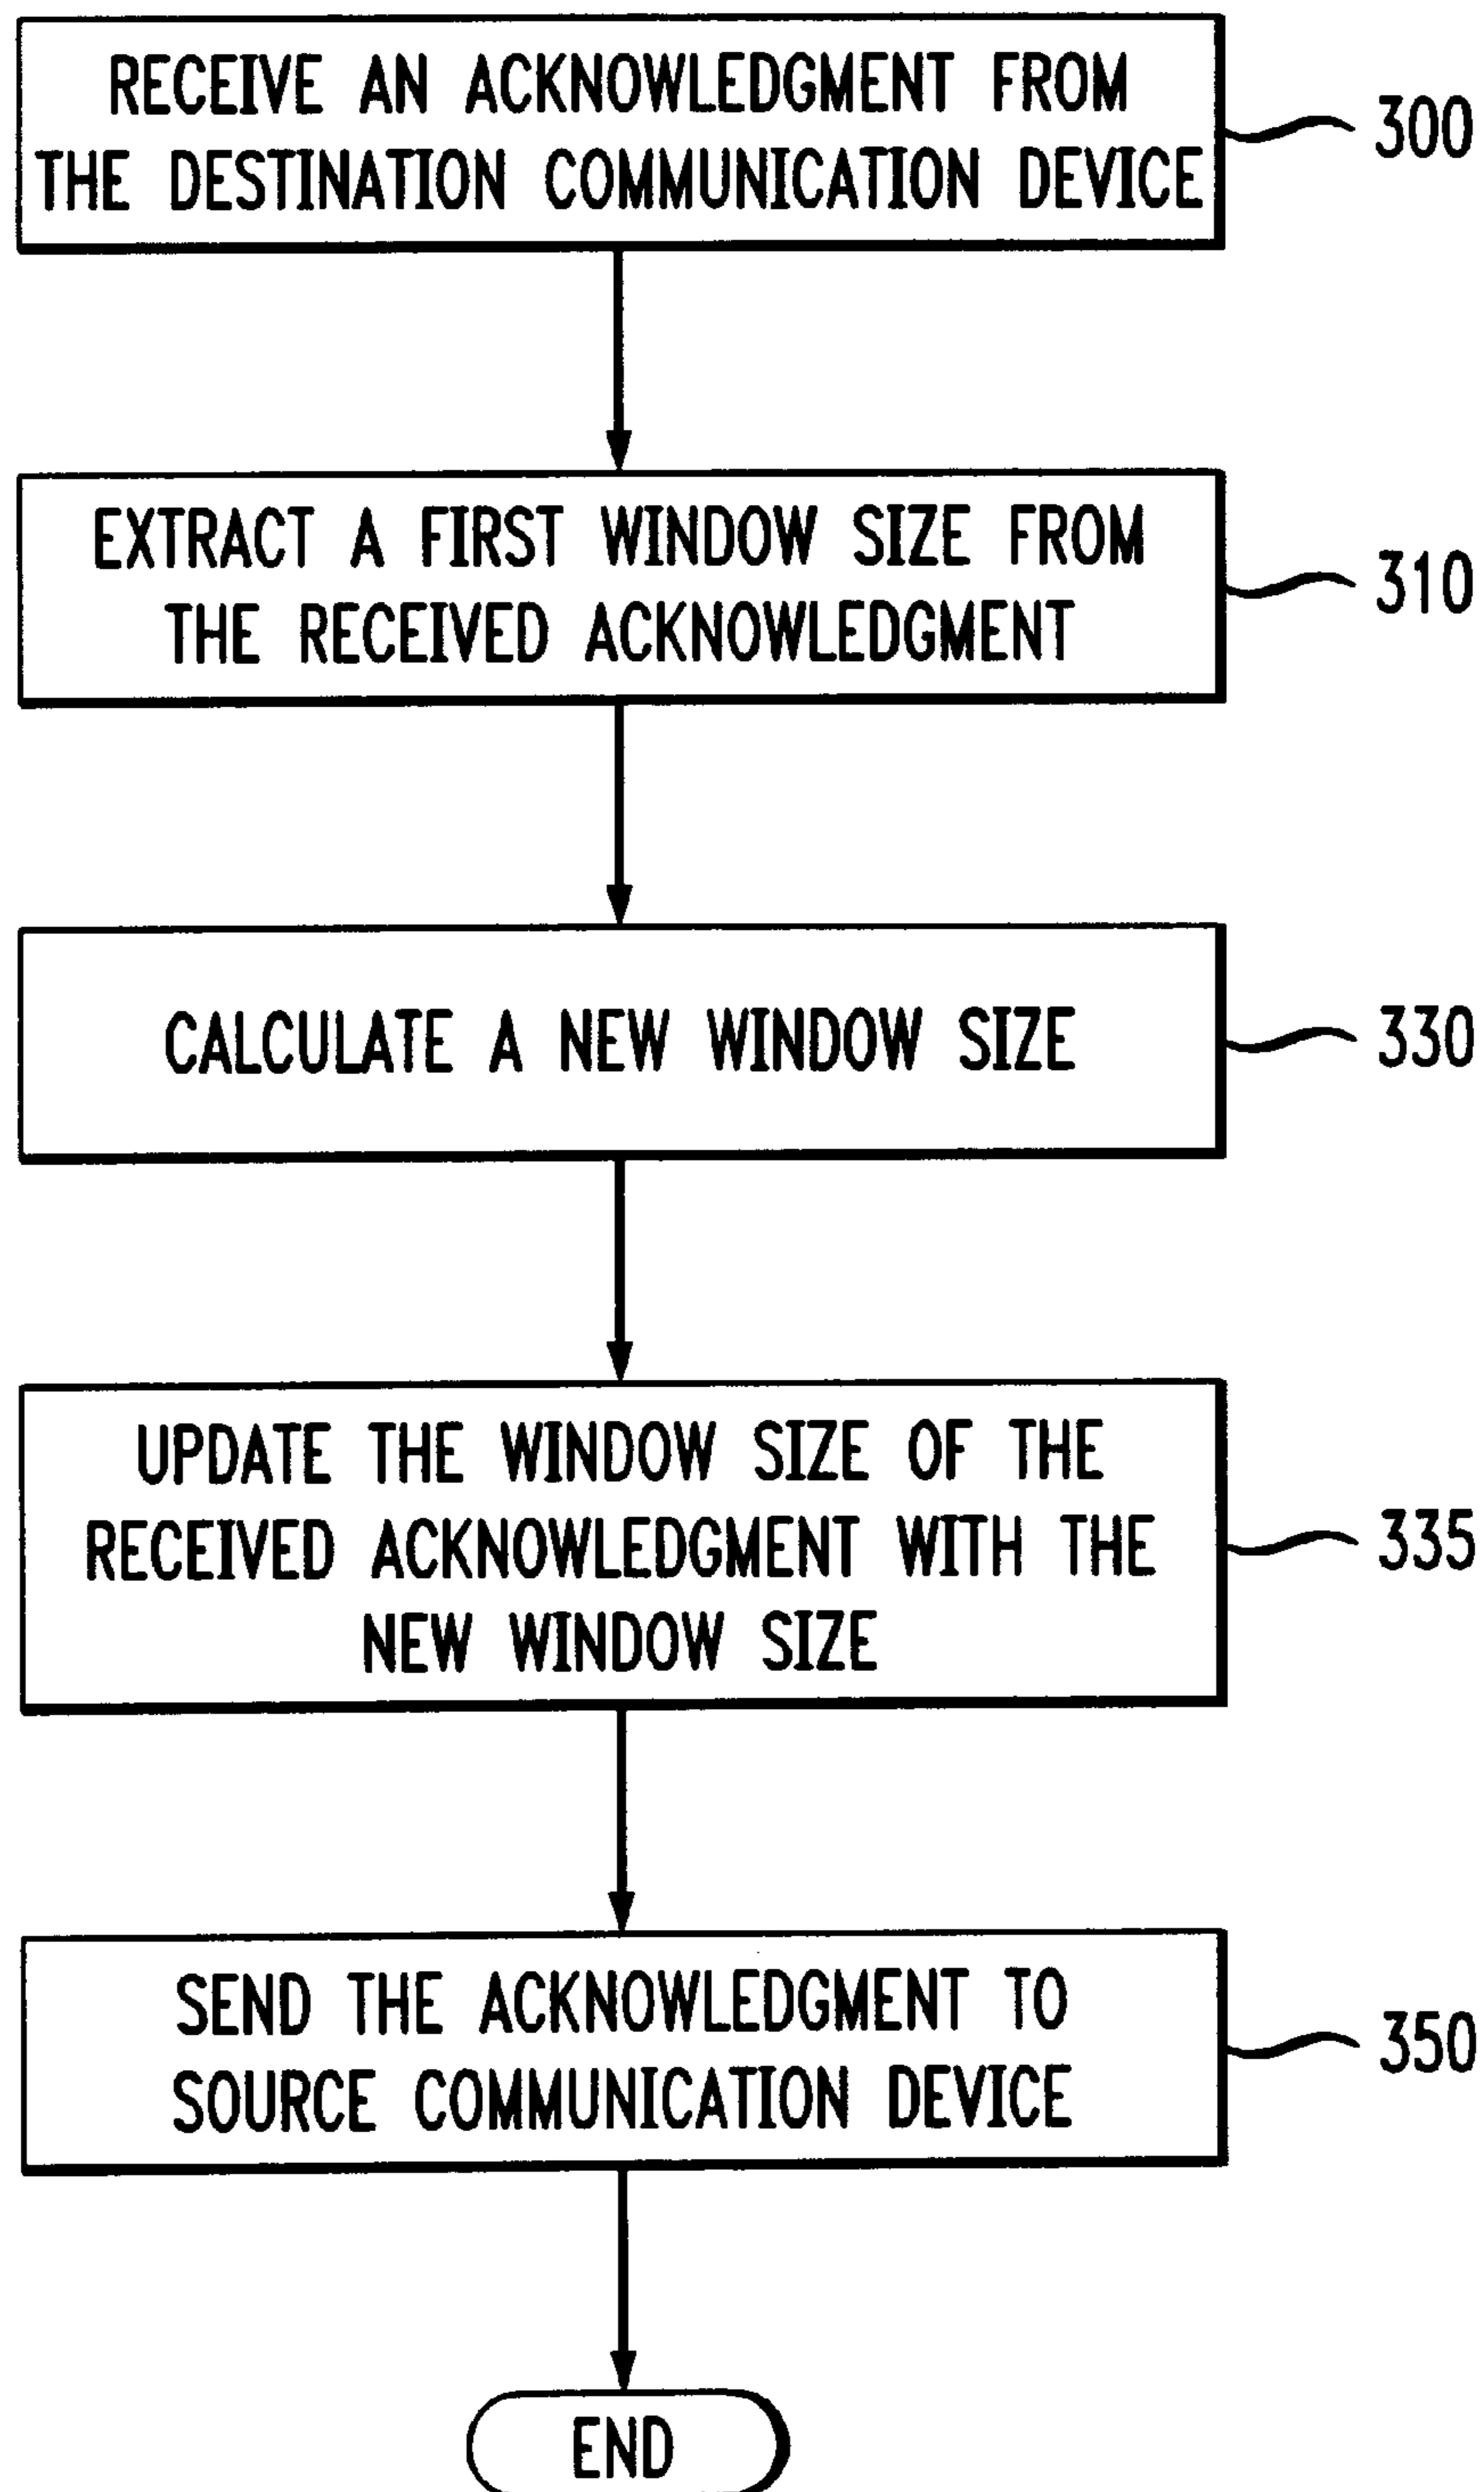 RECEIVE AN ACKNOWLEDGMENT FROM
THE DESTINATION COMMUNICATION DEVICE
300
EXTRACT A FIRST WINDOW SIZE FROM
THE RECEIVED ACKNOWLEDGMENT
310
CALCULATE A NEW WINDOW SIZE
330
UPDATE THE WINDOW SIZE OF THE
RECEIVED ACKNOWLEDGMENT WITH THE
NEW WINDOW SIZE
335
SEND THE ACKNOWLEDGMENT TO
SOURCE COMMUNICATION DEVICE
350
END